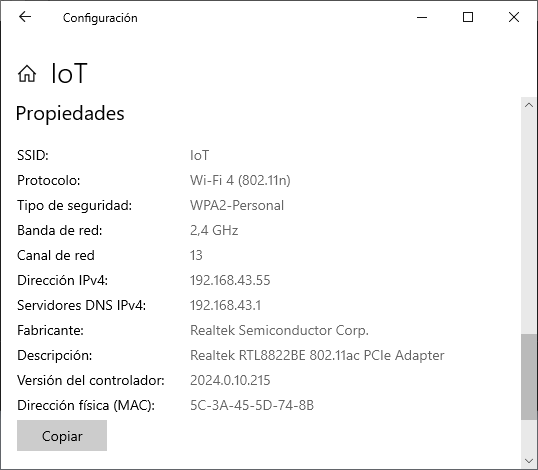 Configuración
IoT
Propiedades
SSID: IoT
Protocolo: Wi-Fi 4 (802.11n)
Tipo de seguridad: WPA2-Personal
Banda de red: 2,4 GHz
Canal de red 13
Dirección IPv4: 192.168.43.55
Servidores DNS IPv4: 192.168.43.1
Fabricante: Realtek Semiconductor Corp.
Descripción: Realtek RTL8822BE 802.11ac PCIe Adapter
Versión del controlador: 2024.0.10.215
Dirección física (MAC): 5C-3A-45-5D-74-8B
Copiar